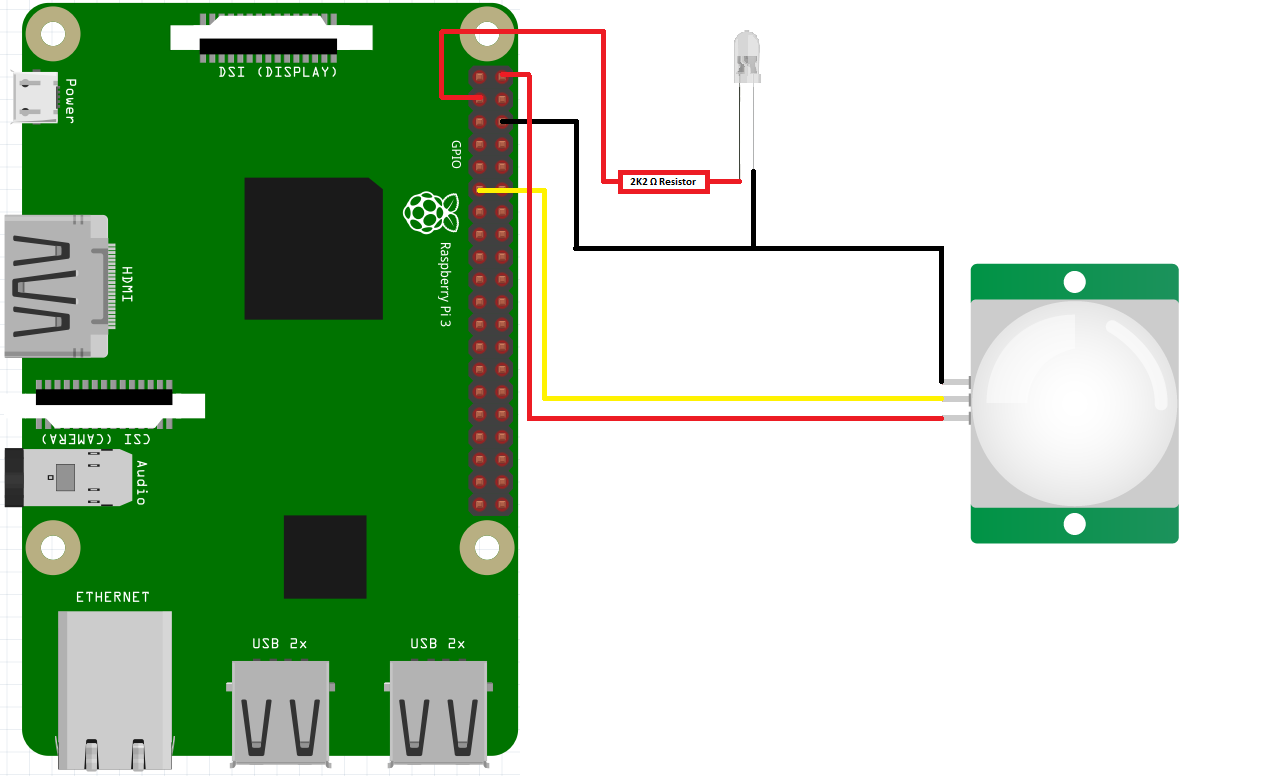 DSI (DISPLAY)
Power
GPIO
2K2 Ω Resistor
Raspberry Pi 3
HDMI
CSI (CAMERA)
Audio
ETHERNET
USB 2x
USB 2x